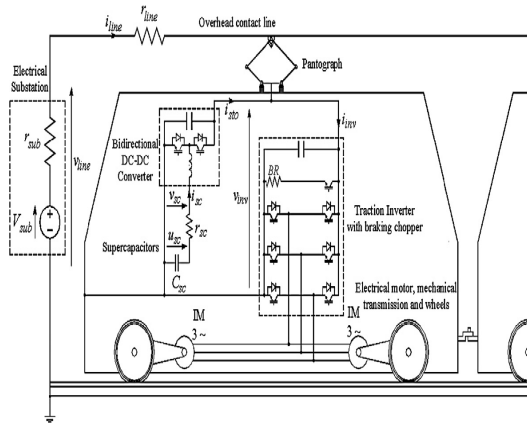 i_line
r_line
Overhead contact line
Electrical
Substation
r_sub
V_sub
v_line
Pantograph
i_sto
i_inv
Bidirectional
DC-DC
Converter
v_sc
i_sc
r_sc
u_sc
Supercapacitors
C_sc
v_inv
BR
Traction Inverter
with braking chopper
Electrical motor, mechanical
transmission and wheels
IM
3 ~
IM
3 ~